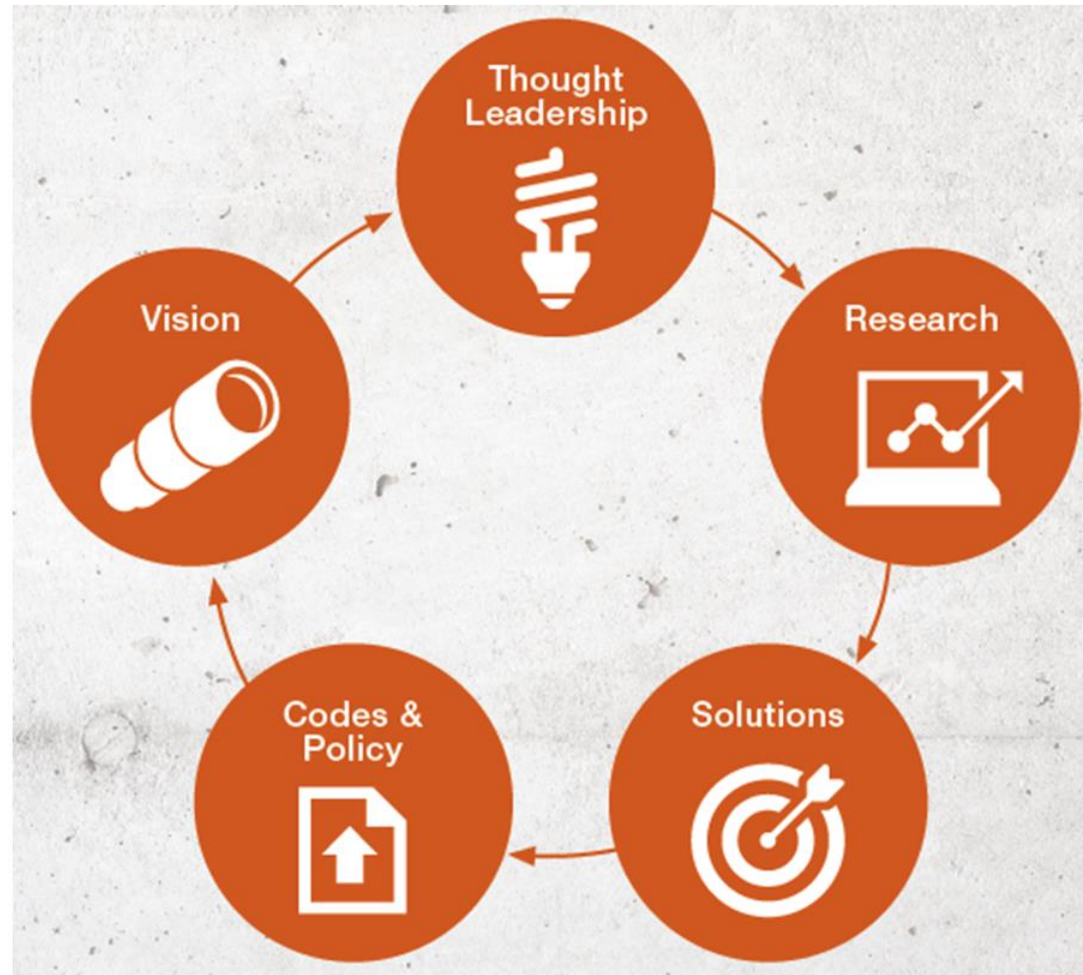 Thought
Leadership
Research
Solutions
Codes &
Policy
Vision